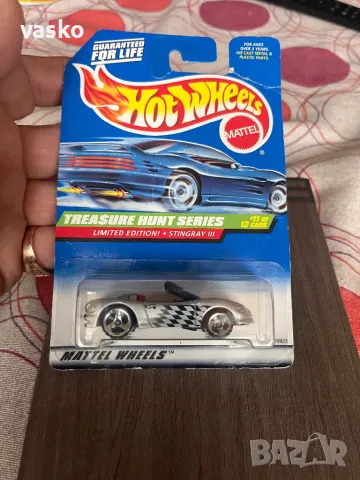 vasko
GUARANTEED
FOR LIFE
FOR AGES
OVER 3 YEARS.
DIE CAST METAL &
PLASTIC PARTS.
HOT WHEELS
MATTEL
TREASURE HUNT SERIES
#11 OF
12 CARS
LIMITED EDITION! • STINGRAY III
MATTEL WHEELS™
BAZAR